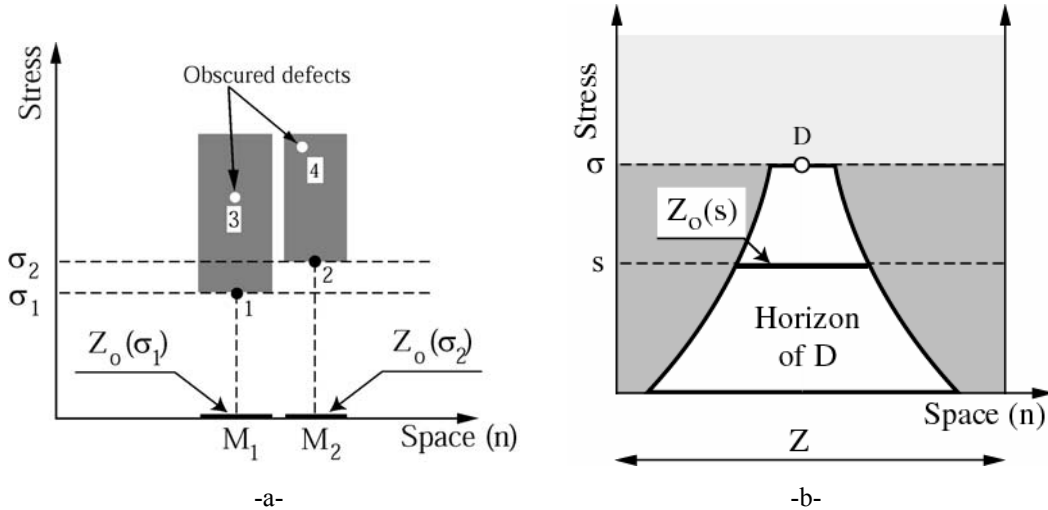 Stress
Obscured defects
4
3
σ₂
σ₁
2
1
Zₒ(σ₁)
Zₒ(σ₂)
M₁
M₂
Space (n)
-a-
Stress
D
σ
Zₒ(s)
s
Horizon
of D
Space (n)
Z
-b-